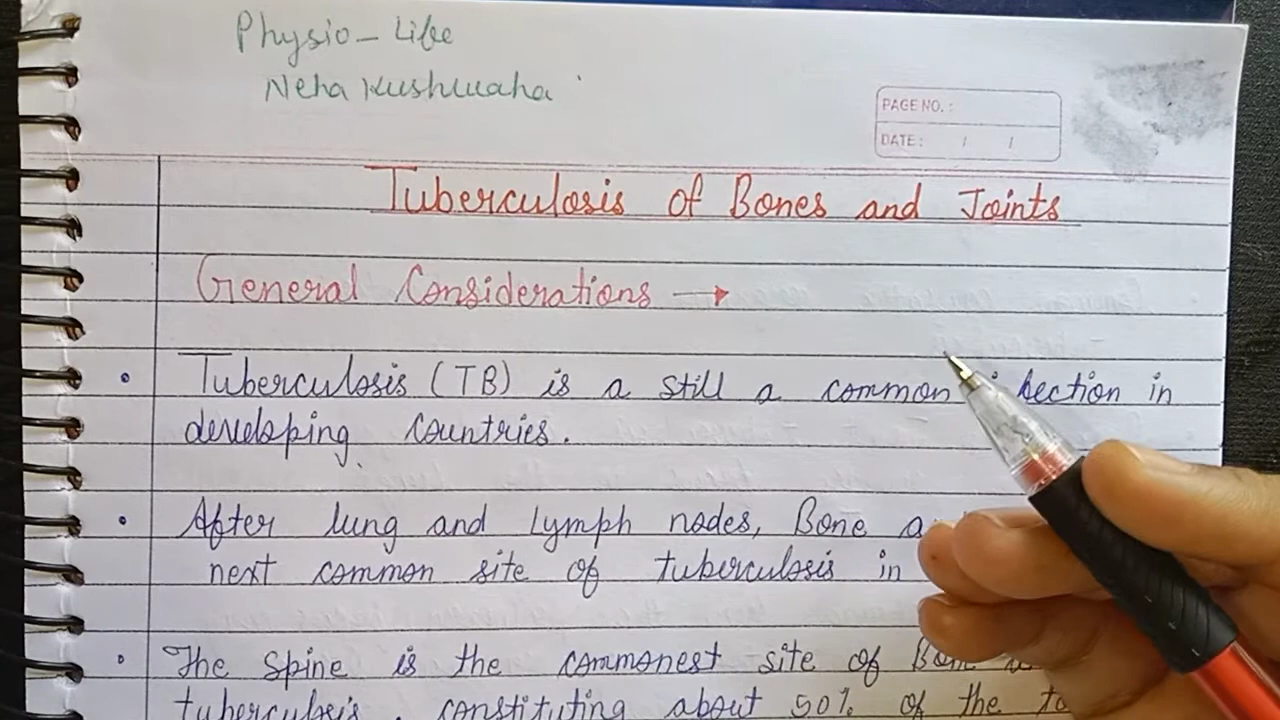 Physio-Life
Neha Kushwaha
PAGE NO. :
DATE : / /
Tuberculosis of Bones and Joints
General Considerations →
Tuberculosis (TB) is a still a common in
developing countries.
After lung and Lymph nodes, Bone
next common site of tuberculosis in
The Spine is the commonest site of Bone
tuberculosis, constituting about 50% of the